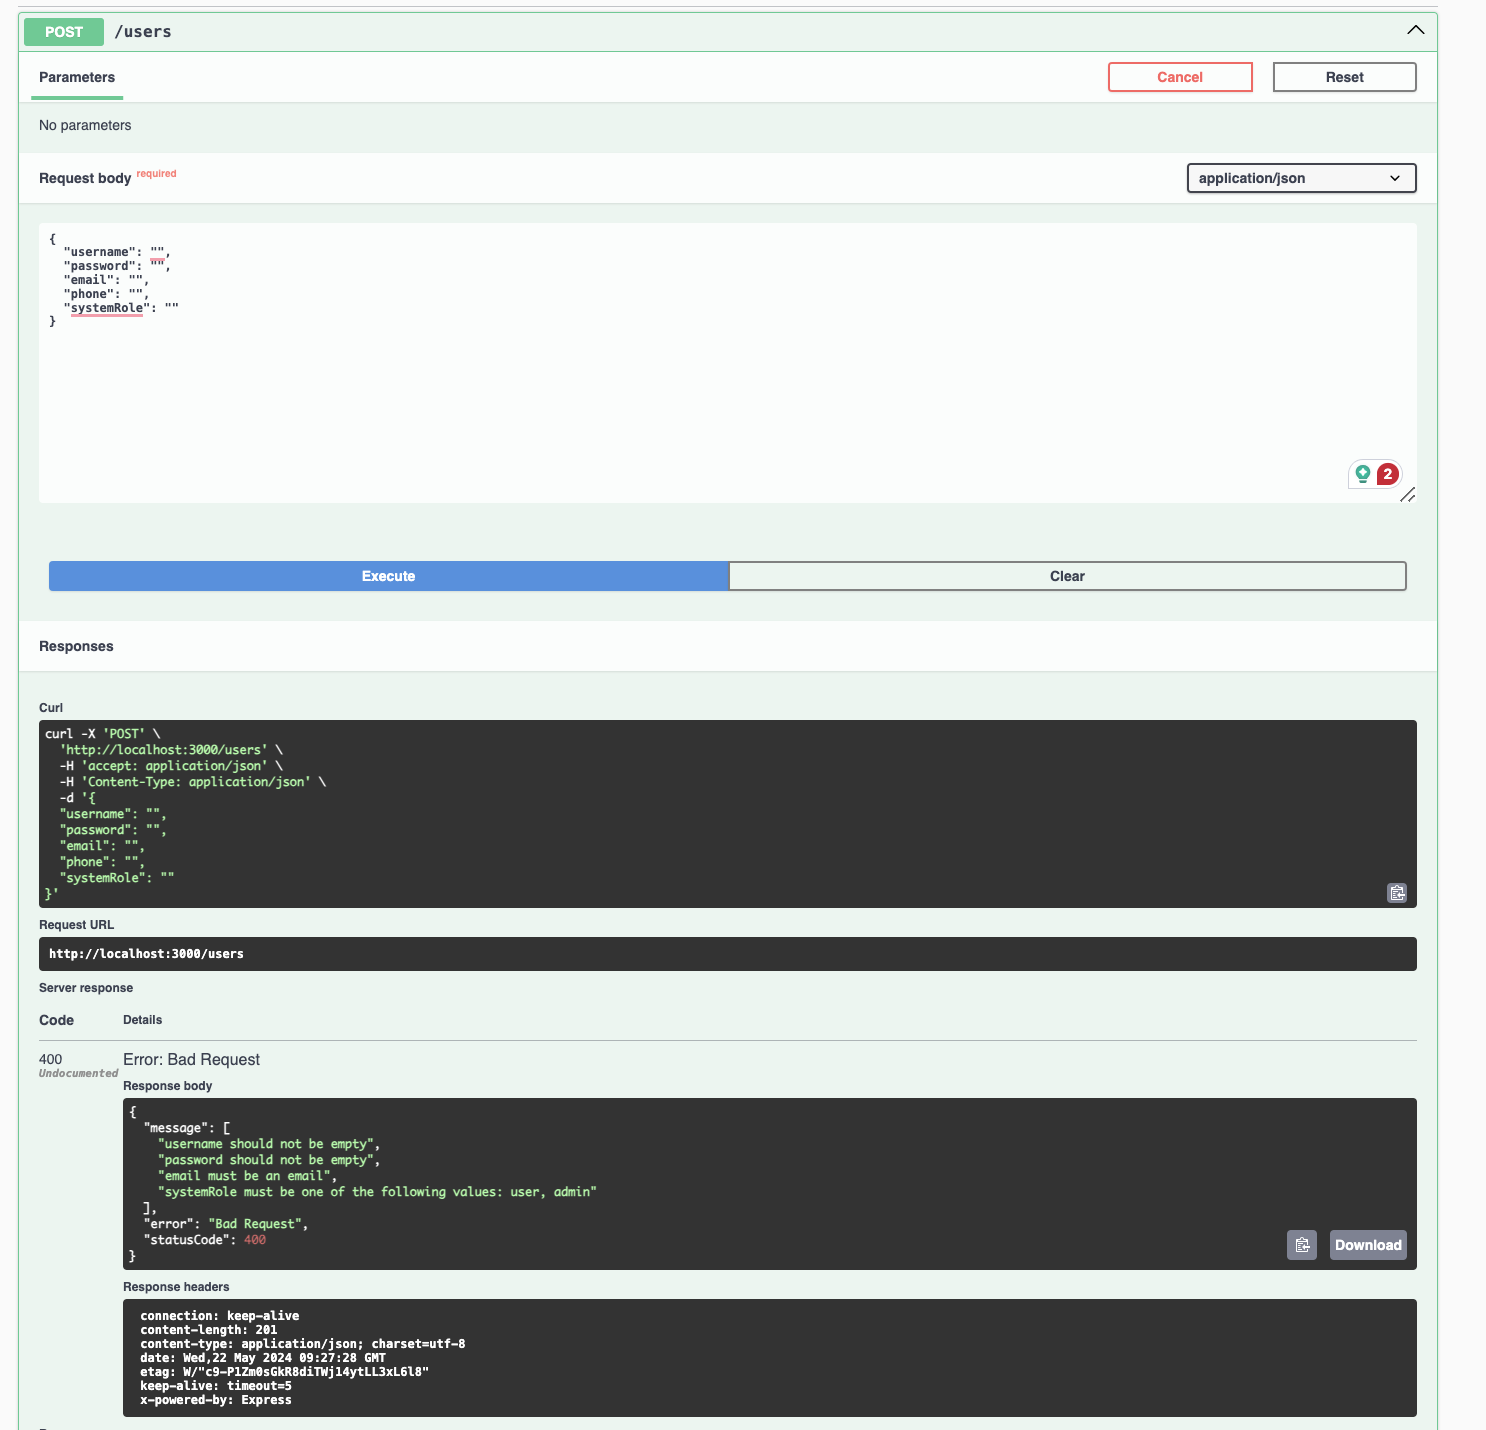 POST /users
Parameters
Cancel
Reset
No parameters
Request body required
application/json
{
"username": "",
"password": "",
"email": "",
"phone": "",
"systemRole": ""
}
2
Execute
Clear
Responses
Curl
curl -X 'POST' \
'http://localhost:3000/users' \
-H 'accept: application/json' \
-H 'Content-Type: application/json' \
-d '{
"username": "",
"password": "",
"email": "",
"phone": "",
"systemRole": ""
}'
Request URL
http://localhost:3000/users
Server response
Code Details
400 Error: Bad Request
Undocumented
Response body
{
"message": [
"username should not be empty",
"password should not be empty",
"email must be an email",
"systemRole must be one of the following values: user, admin"
],
"error": "Bad Request",
"statusCode": 400
}
Download
Response headers
connection: keep-alive
content-length: 201
content-type: application/json; charset=utf-8
date: Wed,22 May 2024 09:27:28 GMT
etag: W/"c9-P1Zm0sGkR8diTWj14ytLL3xL6l8"
keep-alive: timeout=5
x-powered-by: Express